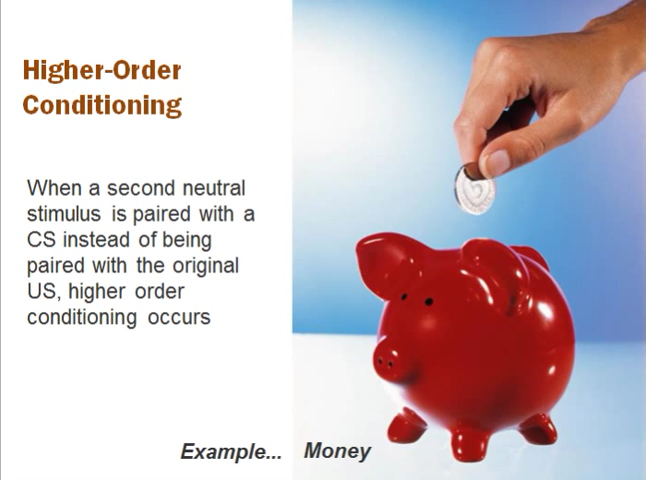 Higher-Order
Conditioning
When a second neutral
stimulus is paired with a
CS instead of being
paired with the original
US, higher order
conditioning occurs
Example... Money